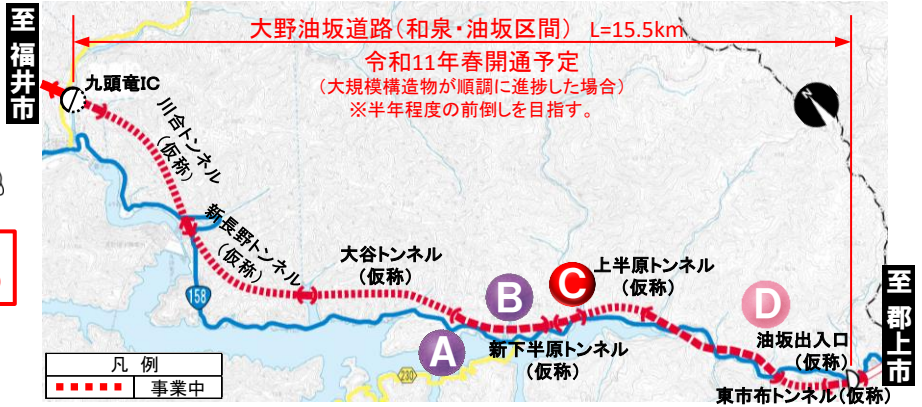 至 福井市
大野油坂道路(和泉・油坂区間) L=15.5km
令和11年春開通予定
(大規模構造物が順調に進捗した場合)
※半年程度の前倒しを目指す。
九頭竜IC
川合トンネル
(仮称)
新長野トンネル
(仮称)
大谷トンネル
(仮称)
上半原トンネル
(仮称)
158
A
B
C
D
新下半原トンネル
(仮称)
230
油坂出入口
(仮称)
東市布トンネル(仮称)
至 郡上市
N
凡 例
事業中